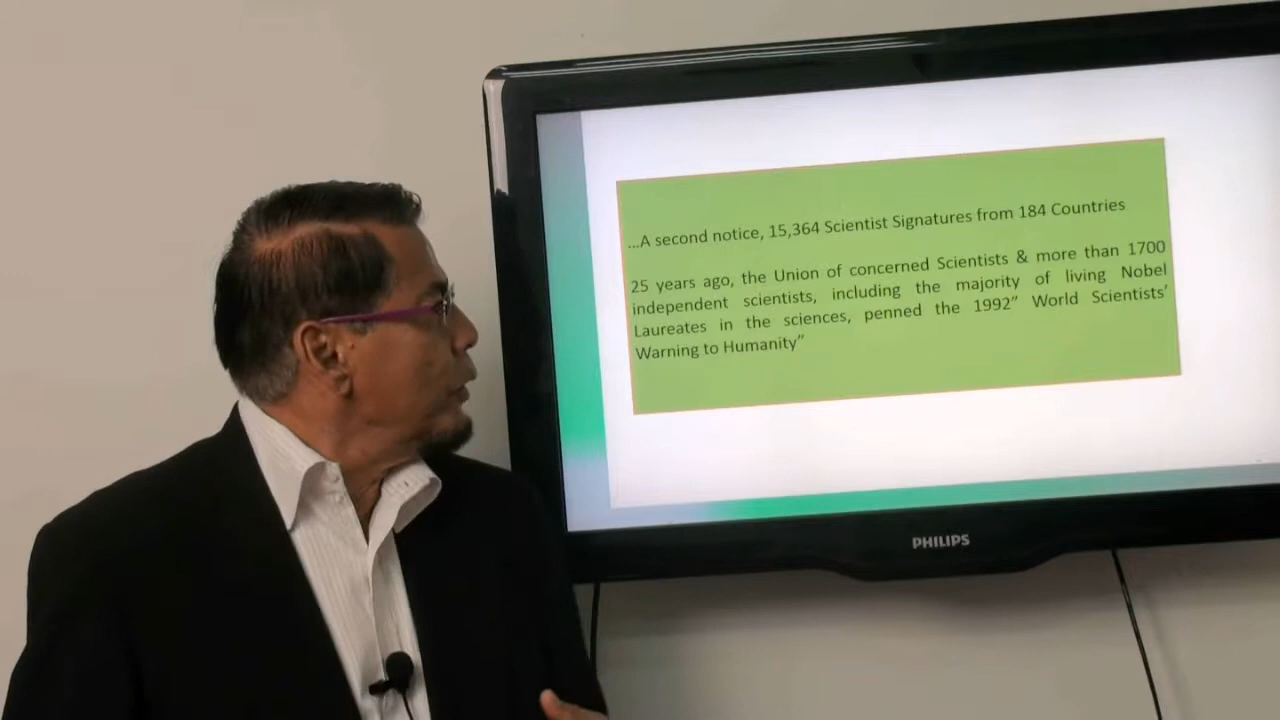 ...A second notice, 15,364 Scientist Signatures from 184 Countries
25 years ago, the Union of concerned Scientists & more than 1700
independent scientists, including the majority of living Nobel
Laureates in the sciences, penned the 1992” World Scientists’
Warning to Humanity”
PHILIPS